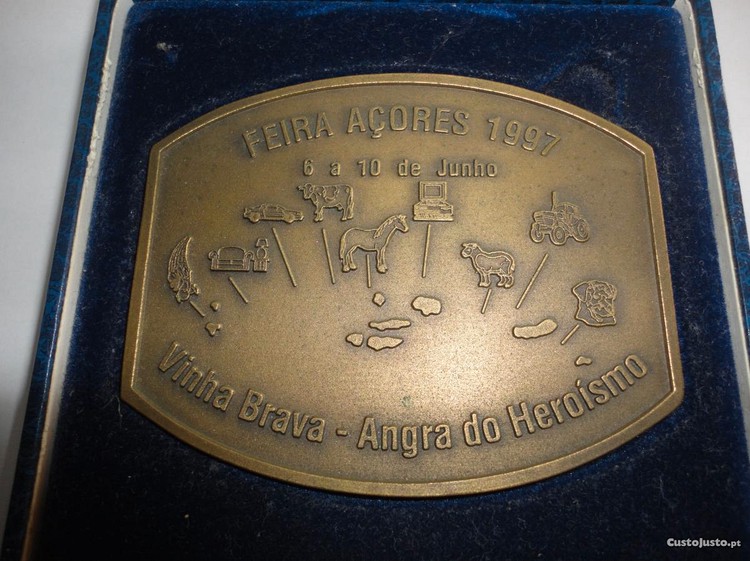 FEIRA AÇORES 1997
6 a 10 de Junho
Vinha Brava - Angra do Heroísmo
CustoJusto.pt